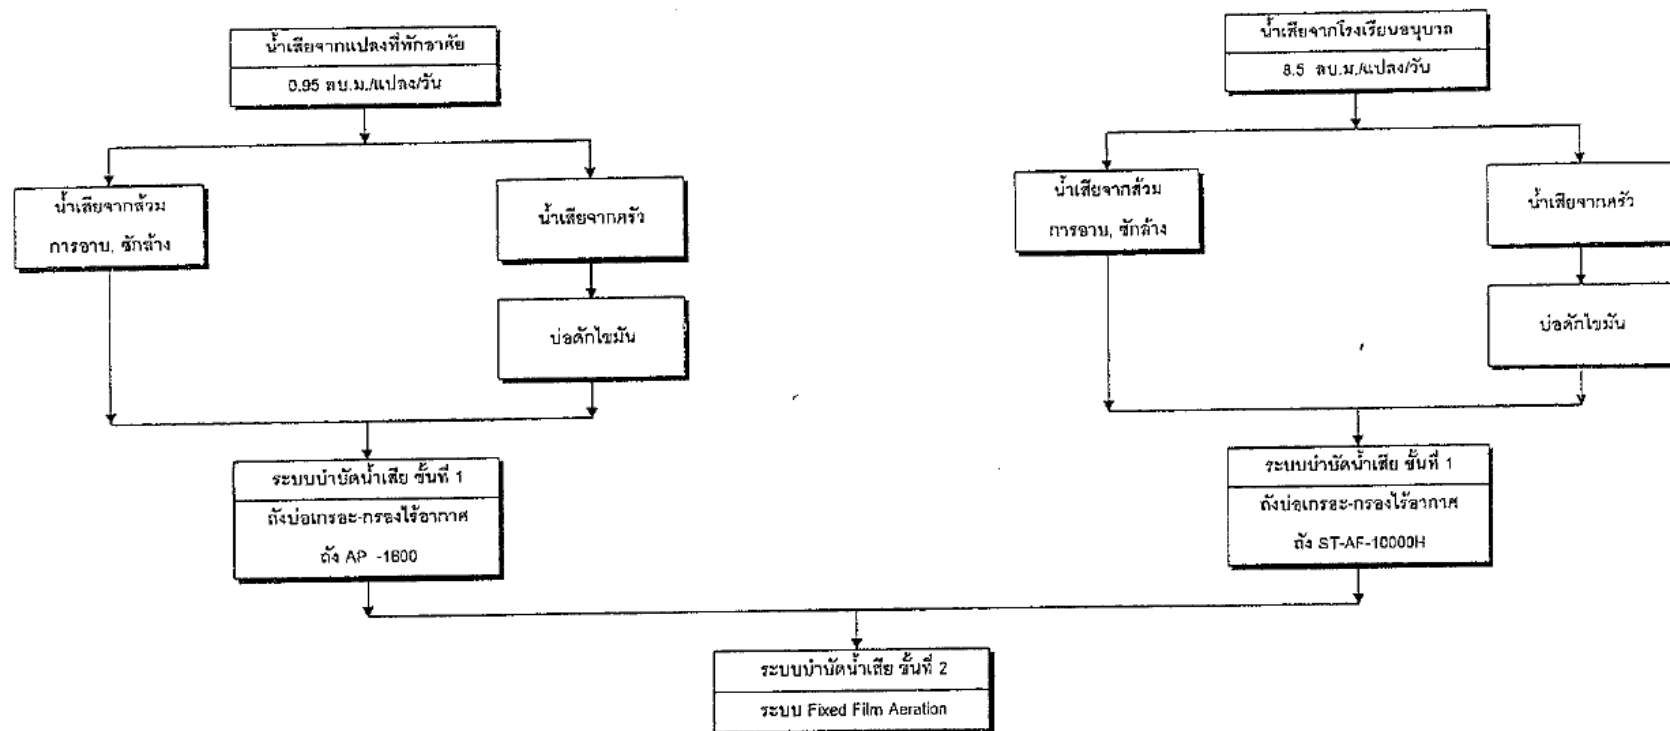 น้ำเสียจากแปลงที่พักอาศัย
0.95 ลบ.ม./แปลง/วัน
น้ำเสียจากโรงเรียนอนุบาล
8.5 ลบ.ม./แปลง/วัน
น้ำเสียจากส้วม
การอาบ, ซักล้าง
น้ำเสียจากครัว
บ่อดักไขมัน
น้ำเสียจากส้วม
การอาบ, ซักล้าง
น้ำเสียจากครัว
บ่อดักไขมัน
ระบบบำบัดน้ำเสีย ขั้นที่ 1
ถังบ่อเกรอะ-กรองไร้อากาศ
ถัง AP -1600
ระบบบำบัดน้ำเสีย ขั้นที่ 1
ถังบ่อเกรอะ-กรองไร้อากาศ
ถัง ST-AF-10000H
ระบบบำบัดน้ำเสีย ขั้นที่ 2
ระบบ Fixed Film Aeration